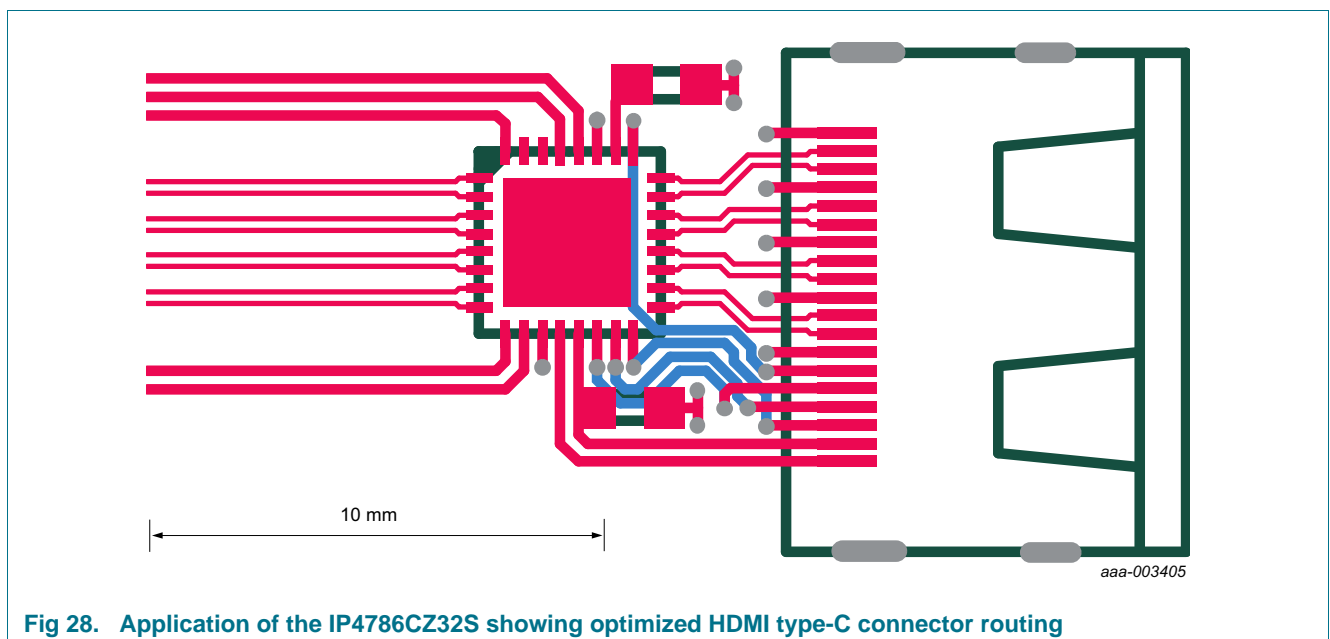 10 mm
aaa-003405
Fig 28. Application of the IP4786CZ32S showing optimized HDMI type-C connector routing